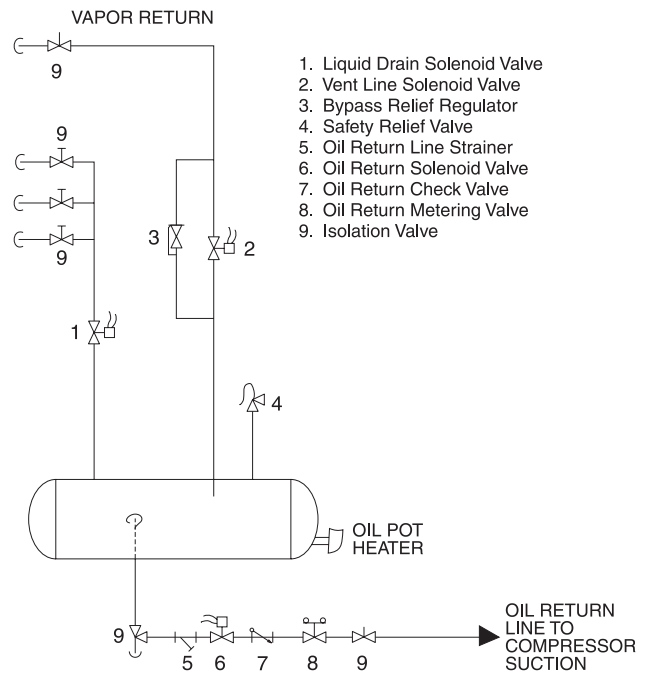 VAPOR RETURN
9
1. Liquid Drain Solenoid Valve
2. Vent Line Solenoid Valve
3. Bypass Relief Regulator
4. Safety Relief Valve
5. Oil Return Line Strainer
6. Oil Return Solenoid Valve
7. Oil Return Check Valve
8. Oil Return Metering Valve
9. Isolation Valve
9
9
3
2
1
4
OIL POT
HEATER
9
5
6
7
8
9
OIL RETURN
LINE TO
COMPRESSOR
SUCTION